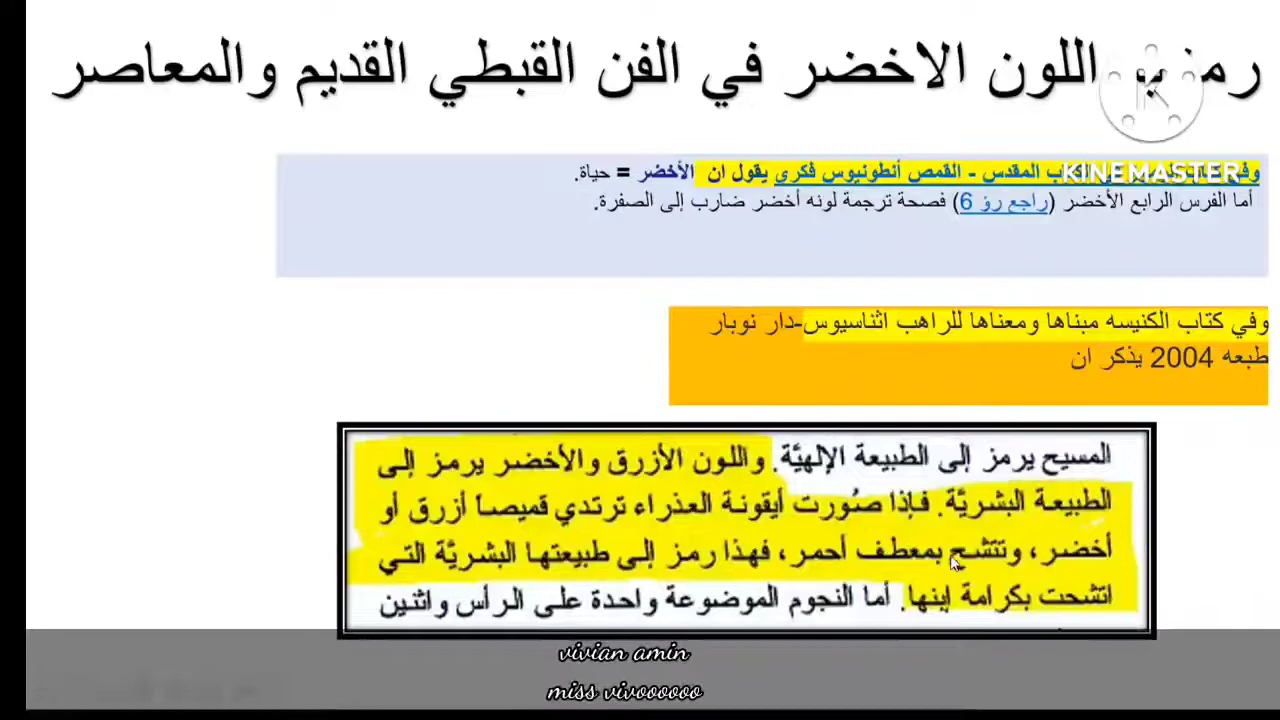 رمزية اللون الاخضر في الفن القبطي القديم والمعاصر
KINEMASTER
المقدس - القمص أنطونيوس فكري يقول ان الأخضر = حياة.
أما الفرس الرابع الأخضر (راجع رؤ 6) فصحة ترجمة لونه أخضر ضارب إلى الصفرة.
وفي كتاب الكنيسه مبناها ومعناها للراهب اثناسيوس-دار نوبار
طبعه 2004 يذكر ان
المسيح يرمز إلى الطبيعة الإلهيَّة. واللون الأزرق والأخضر يرمز إلى
الطبيعة البشريَّة. فإذا صُورت أيقونة العذراء ترتدي قميصاً أزرق أو
أخضر، وتتشح بمعطف أحمر، فهذا رمز إلى طبيعتها البشريَّة التي
اتشحت بكرامة إبنها. أما النجوم الموضوعة واحدة على الرأس واثنين
vivian amin
miss vivoooooo